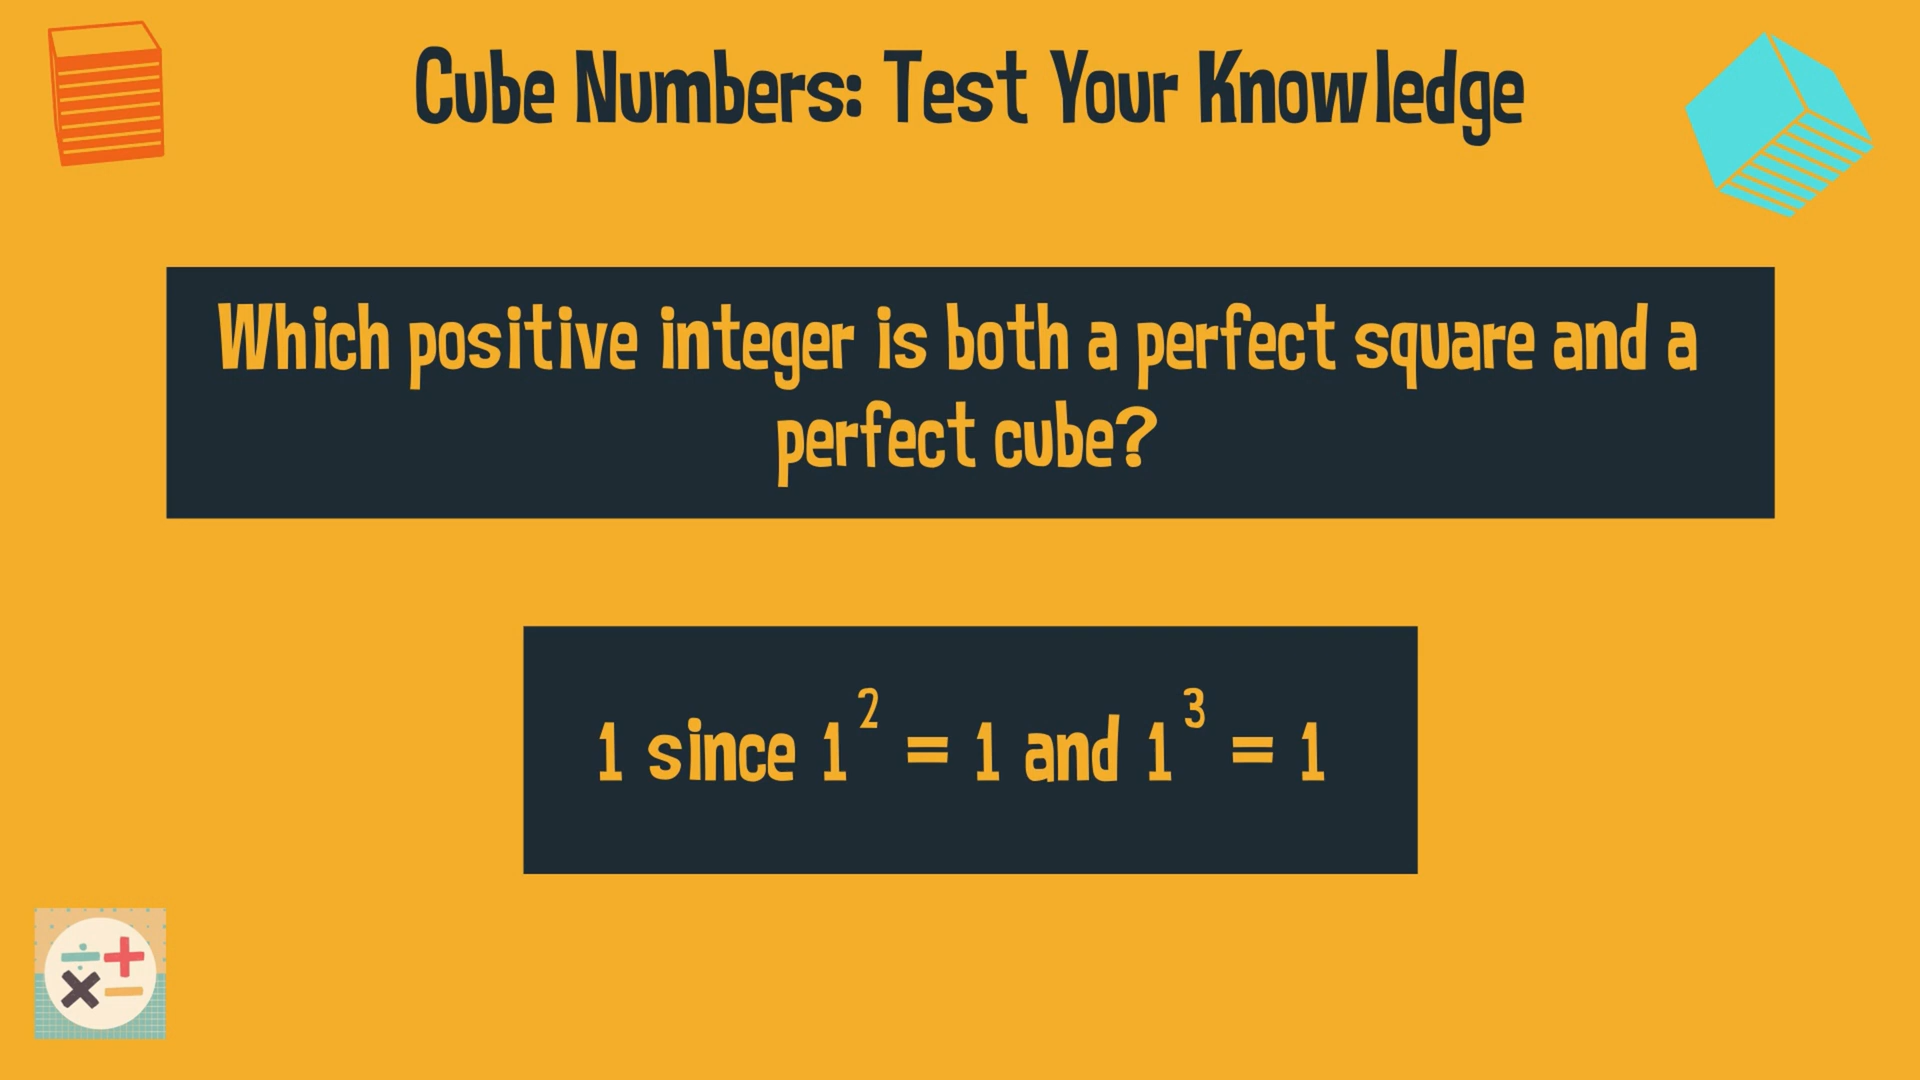 Cube Numbers: Test Your Knowledge
Which positive integer is both a perfect square and a
perfect cube?
1 since 1² = 1 and 1³ = 1